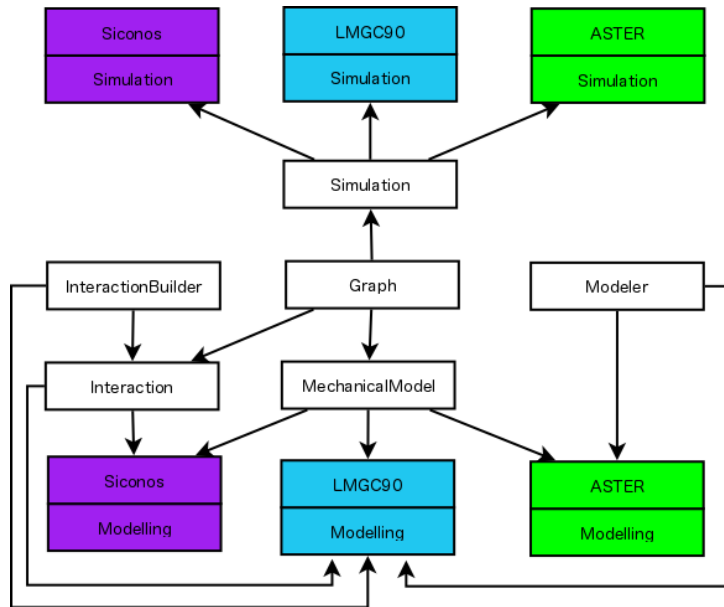 Siconos
Simulation
LMGC90
Simulation
ASTER
Simulation
Simulation
InteractionBuilder
Graph
Modeler
Interaction
MechanicalModel
Siconos
Modelling
LMGC90
Modelling
ASTER
Modelling